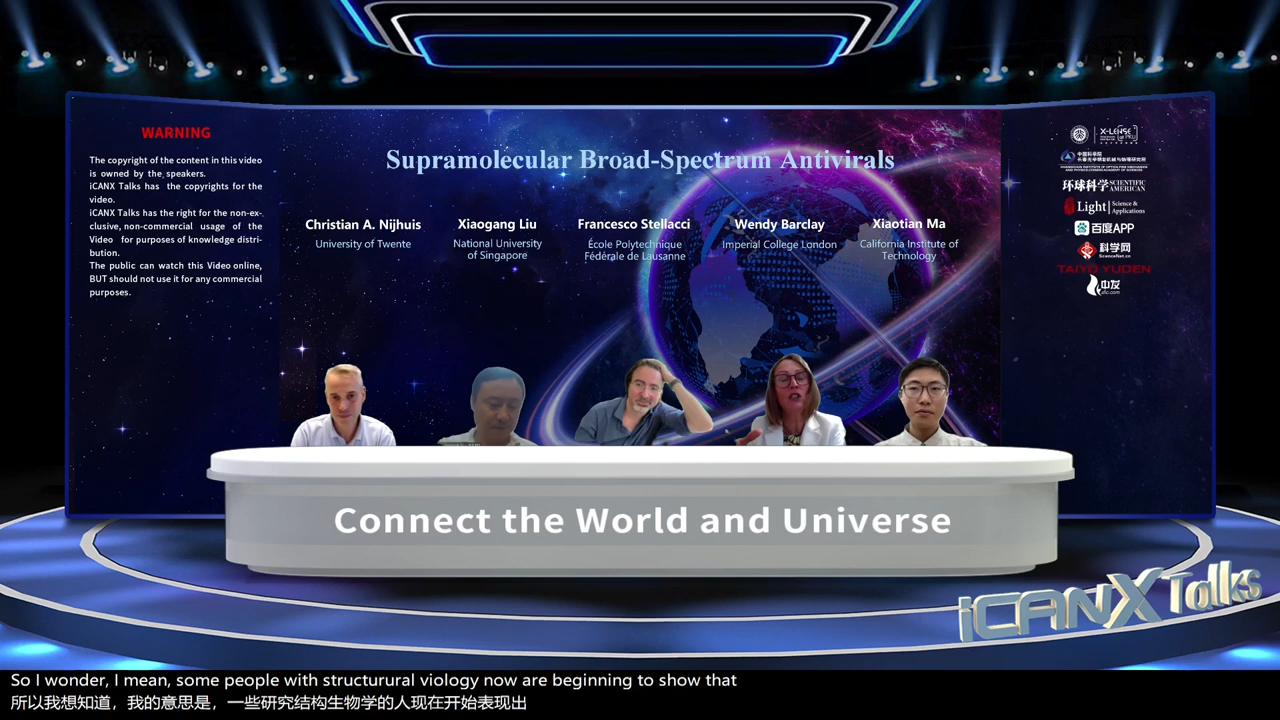 WARNING
The copyright of the content in this video
is owned by the speakers.
iCANX Talks has the copyrights for the
video.
iCANX Talks has the right for the non-ex-
clusive, non-commercial usage of the
Video for purposes of knowledge distri-
bution.
The public can watch this Video online,
BUT should not use it for any commercial
purposes.
Supramolecular Broad-Spectrum Antivirals
Christian A. Nijhuis
University of Twente
Xiaogang Liu
National University
of Singapore
Francesco Stellacci
École Polytechnique
Fédérale de Lausanne
Wendy Barclay
Imperial College London
Xiaotian Ma
California Institute of
Technology
X-LENSE
环球科学 SCIENTIFIC
AMERICAN
Light Science &
Applications
百度APP
科学网
ScienceNet.cn
TAIYO YUDEN
Connect the World and Universe
iCANX Talks
So I wonder, I mean, some people with structurural viology now are beginning to show that
所以我想知道，我的意思是，一些研究结构生物学的人现在开始表现出